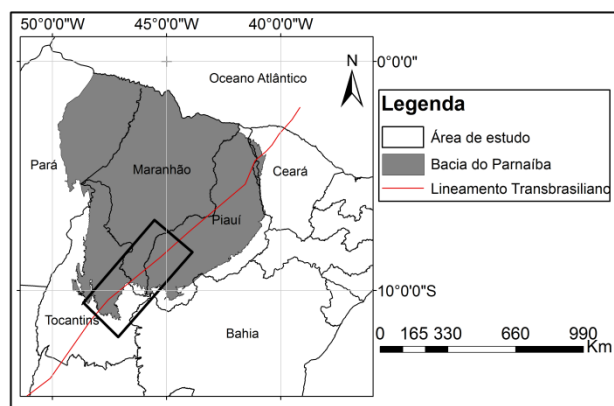 50°0'0"W 45°0'0"W 40°0'0"W
0°0'0"
N
Oceano Atlântico
Pará
Maranhão
Ceará
Piauí
10°0'0"S
Tocantins
Bahia
Legenda
Área de estudo
Bacia do Parnaíba
Lineamento Transbrasiliano
0 165 330 660 990
Km